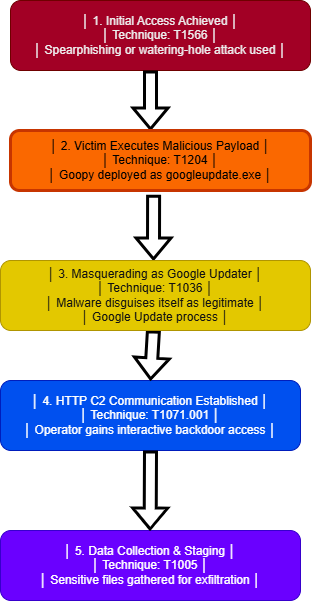 | 1. Initial Access Achieved |
| Technique: T1566 |
| Spearphishing or watering-hole attack used |
| 2. Victim Executes Malicious Payload |
| Technique: T1204 |
| Goopy deployed as googleupdate.exe |
| 3. Masquerading as Google Updater |
| Technique: T1036 |
| Malware disguises itself as legitimate |
| Google Update process |
| 4. HTTP C2 Communication Established |
| Technique: T1071.001 |
| Operator gains interactive backdoor access |
| 5. Data Collection & Staging |
| Technique: T1005 |
| Sensitive files gathered for exfiltration |